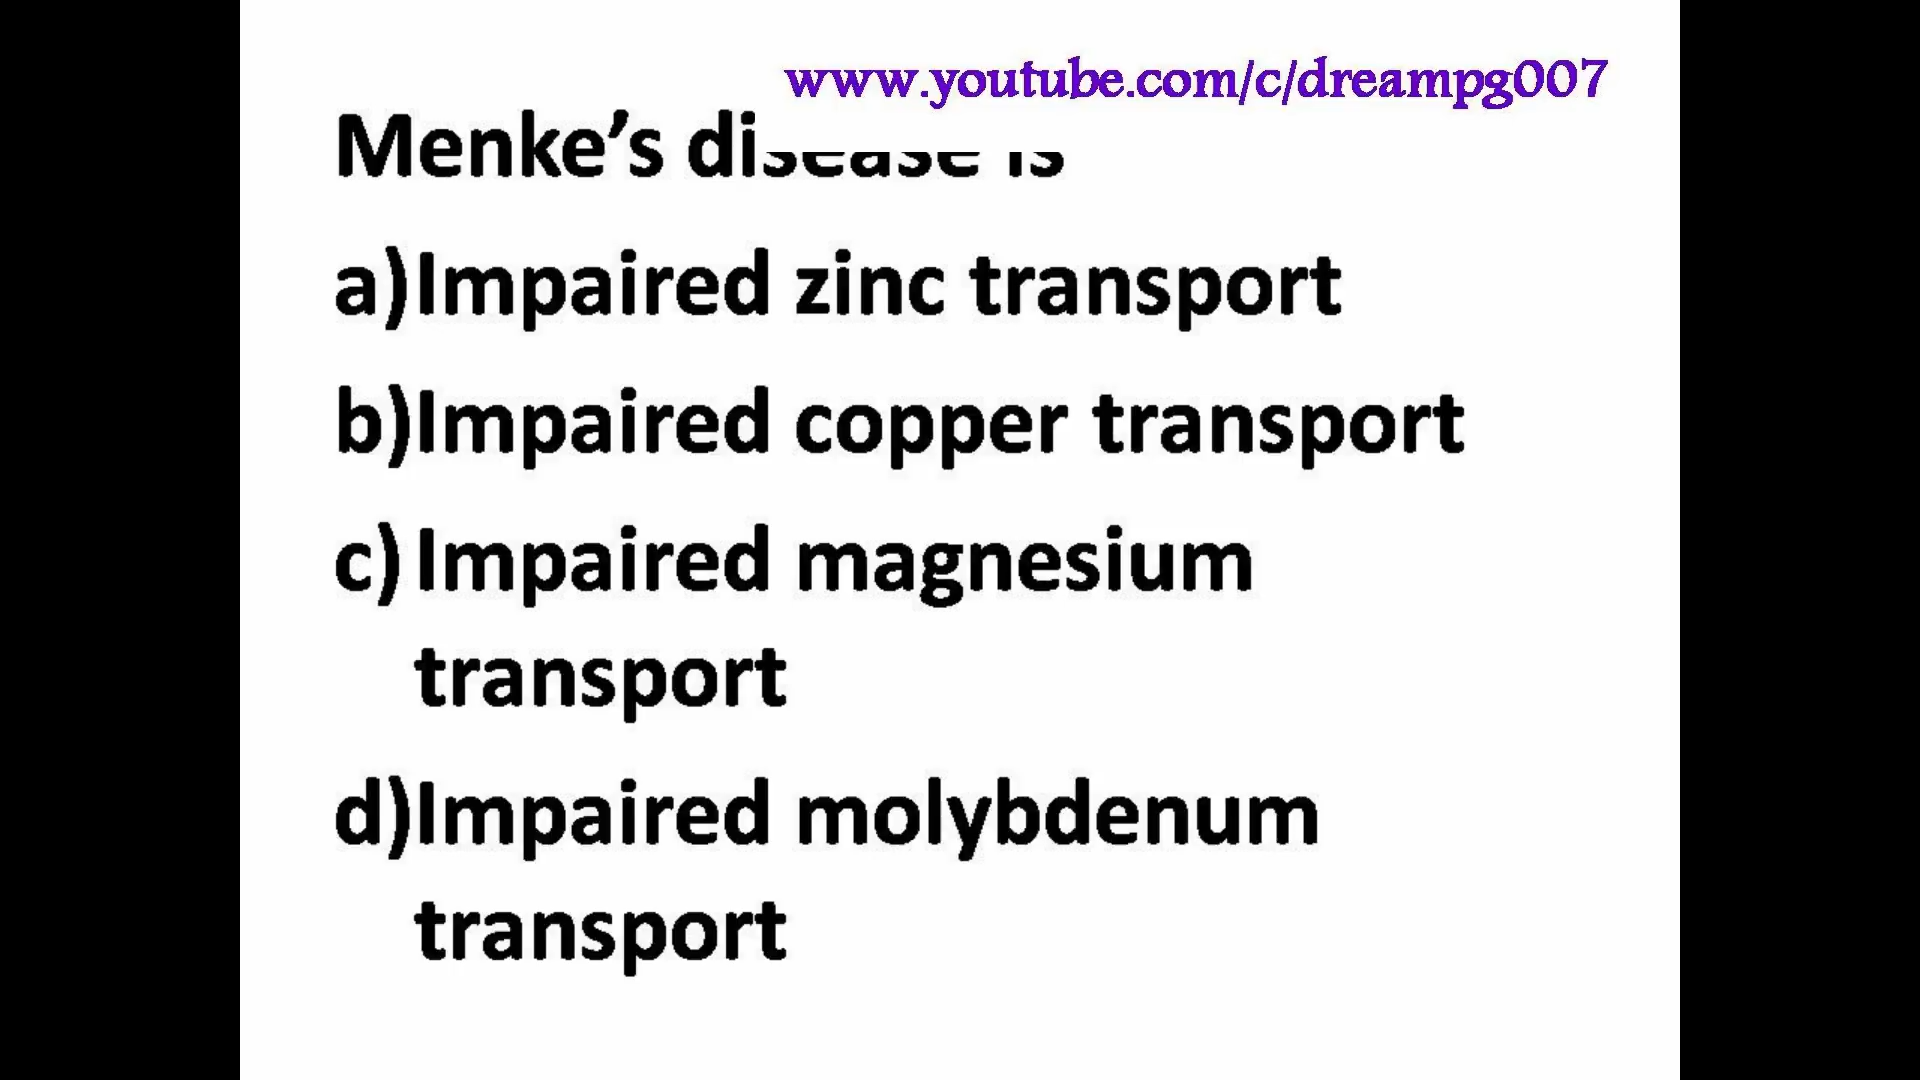 www.youtube.com/c/dreampg007
Menke's disease is
a)Impaired zinc transport
b)Impaired copper transport
c) Impaired magnesium
transport
d)Impaired molybdenum
transport